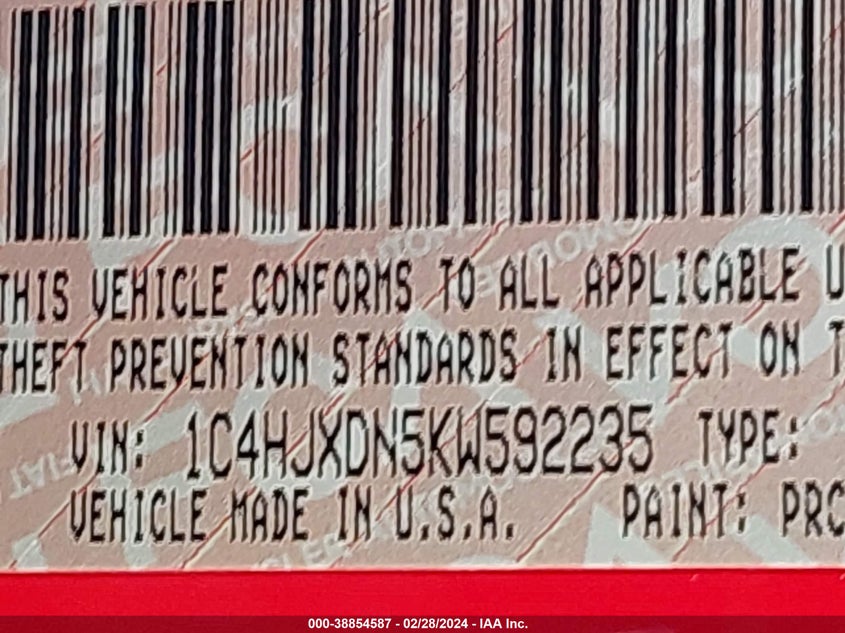 THIS VEHICLE CONFORMS TO ALL APPLICABLE U
THEFT PREVENTION STANDARDS IN EFFECT ON T
VIN: 1C4HJXDN5KW592235 TYPE:
VEHICLE MADE IN U.S.A. PAINT: PRC
000-38854587 - 02/28/2024 - IAA Inc.